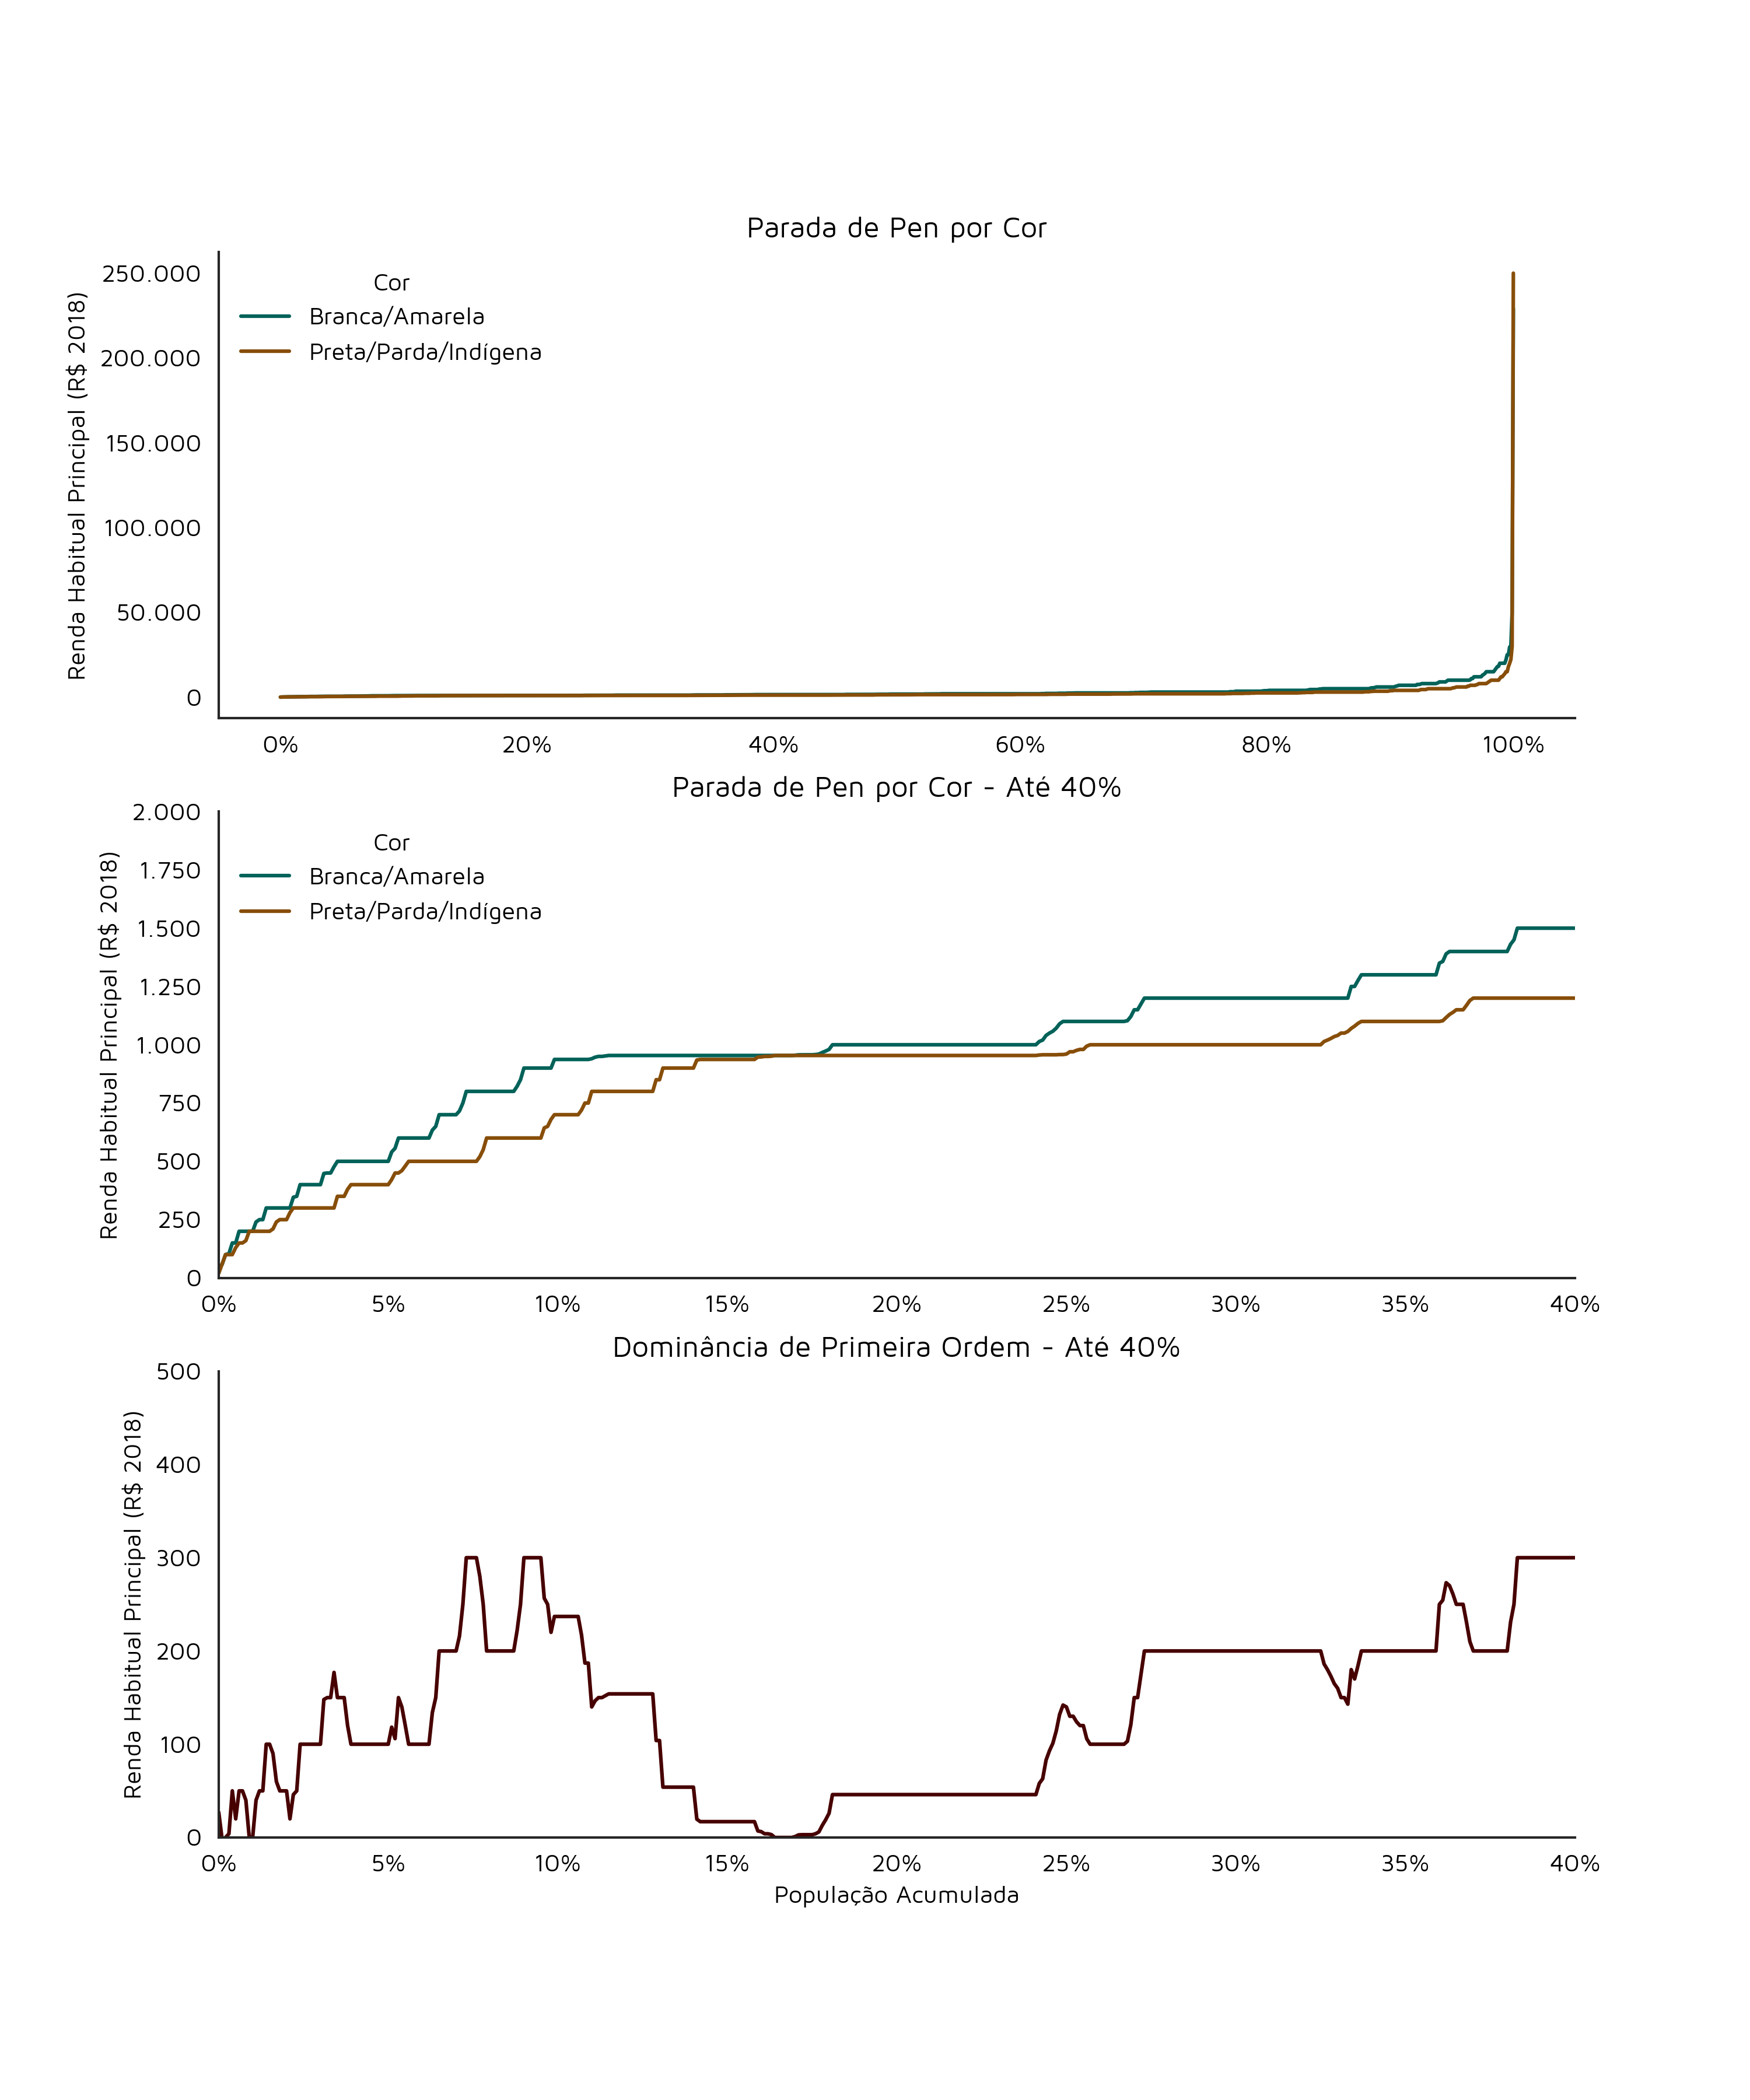 Parada de Pen por Cor
Renda Habitual Principal (R$ 2018)
250.000
200.000
150.000
100.000
50.000
0
Cor
Branca/Amarela
Preta/Parda/Indígena
0% 20% 40% 60% 80% 100%
Parada de Pen por Cor - Até 40%
Renda Habitual Principal (R$ 2018)
2.000
1.750
1.500
1.250
1.000
750
500
250
0
Cor
Branca/Amarela
Preta/Parda/Indígena
0% 5% 10% 15% 20% 25% 30% 35% 40%
Dominância de Primeira Ordem - Até 40%
Renda Habitual Principal (R$ 2018)
500
400
300
200
100
0
0% 5% 10% 15% 20% 25% 30% 35% 40%
População Acumulada